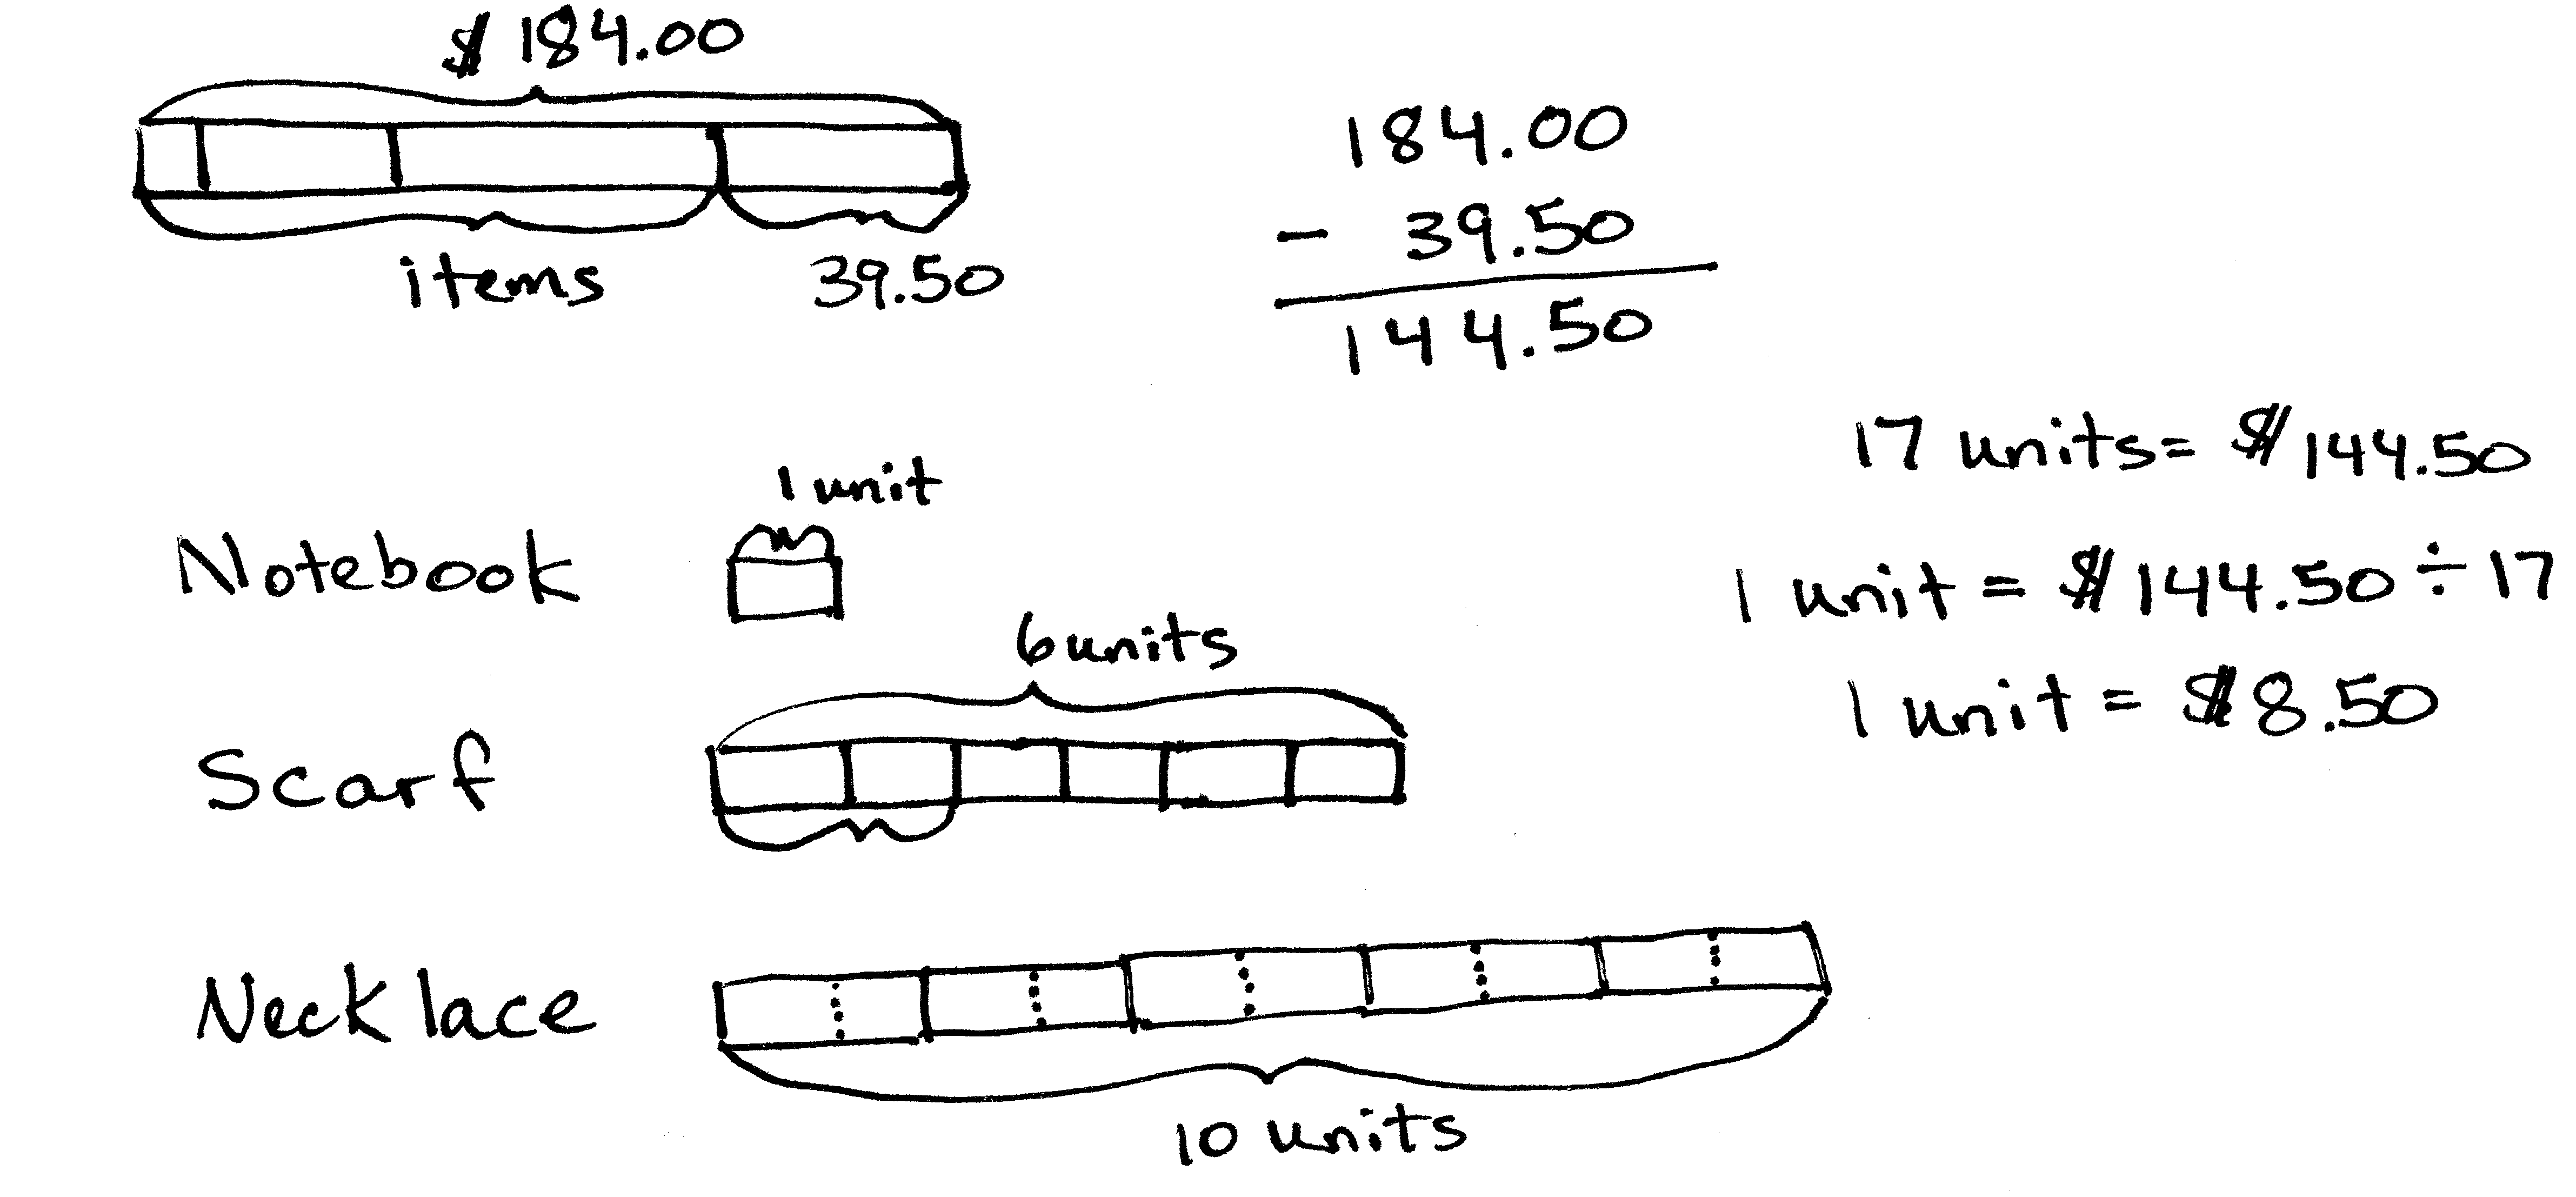 $184.00
items 39.50
184.00
- 39.50
144.50
17 units= $144.50
1 unit = $144.50 ÷ 17
1 unit = $8.50
1 unit
Notebook
6 units
Scarf
Necklace
10 units